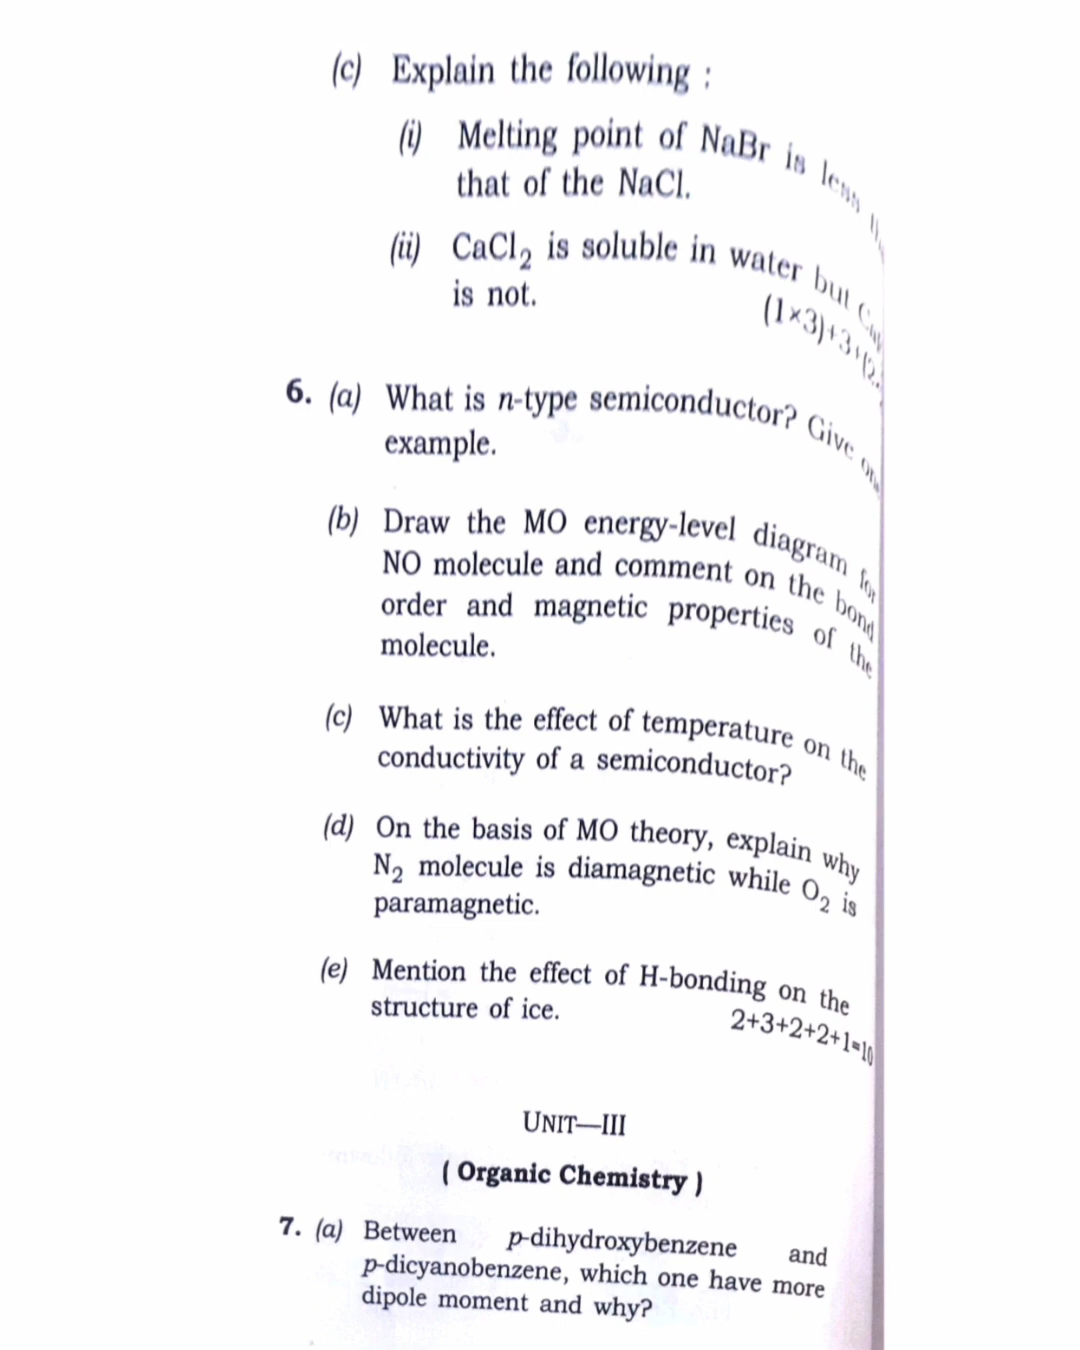 (c) Explain the following :
(i) Melting point of NaBr is less
that of the NaCl.
(ii) CaCl₂ is soluble in water but
is not.
(1×3)+3+(2
6. (a) What is n-type semiconductor? Give one
example.
(b) Draw the MO energy-level diagram for
NO molecule and comment on the bond
order and magnetic properties of the
molecule.
(c) What is the effect of temperature on the
conductivity of a semiconductor?
(d) On the basis of MO theory, explain why
N₂ molecule is diamagnetic while O₂ is
paramagnetic.
(e) Mention the effect of H-bonding on the
structure of ice.
2+3+2+2+1=10
UNIT—III
( Organic Chemistry )
7. (a) Between p-dihydroxybenzene and
p-dicyanobenzene, which one have more
dipole moment and why?